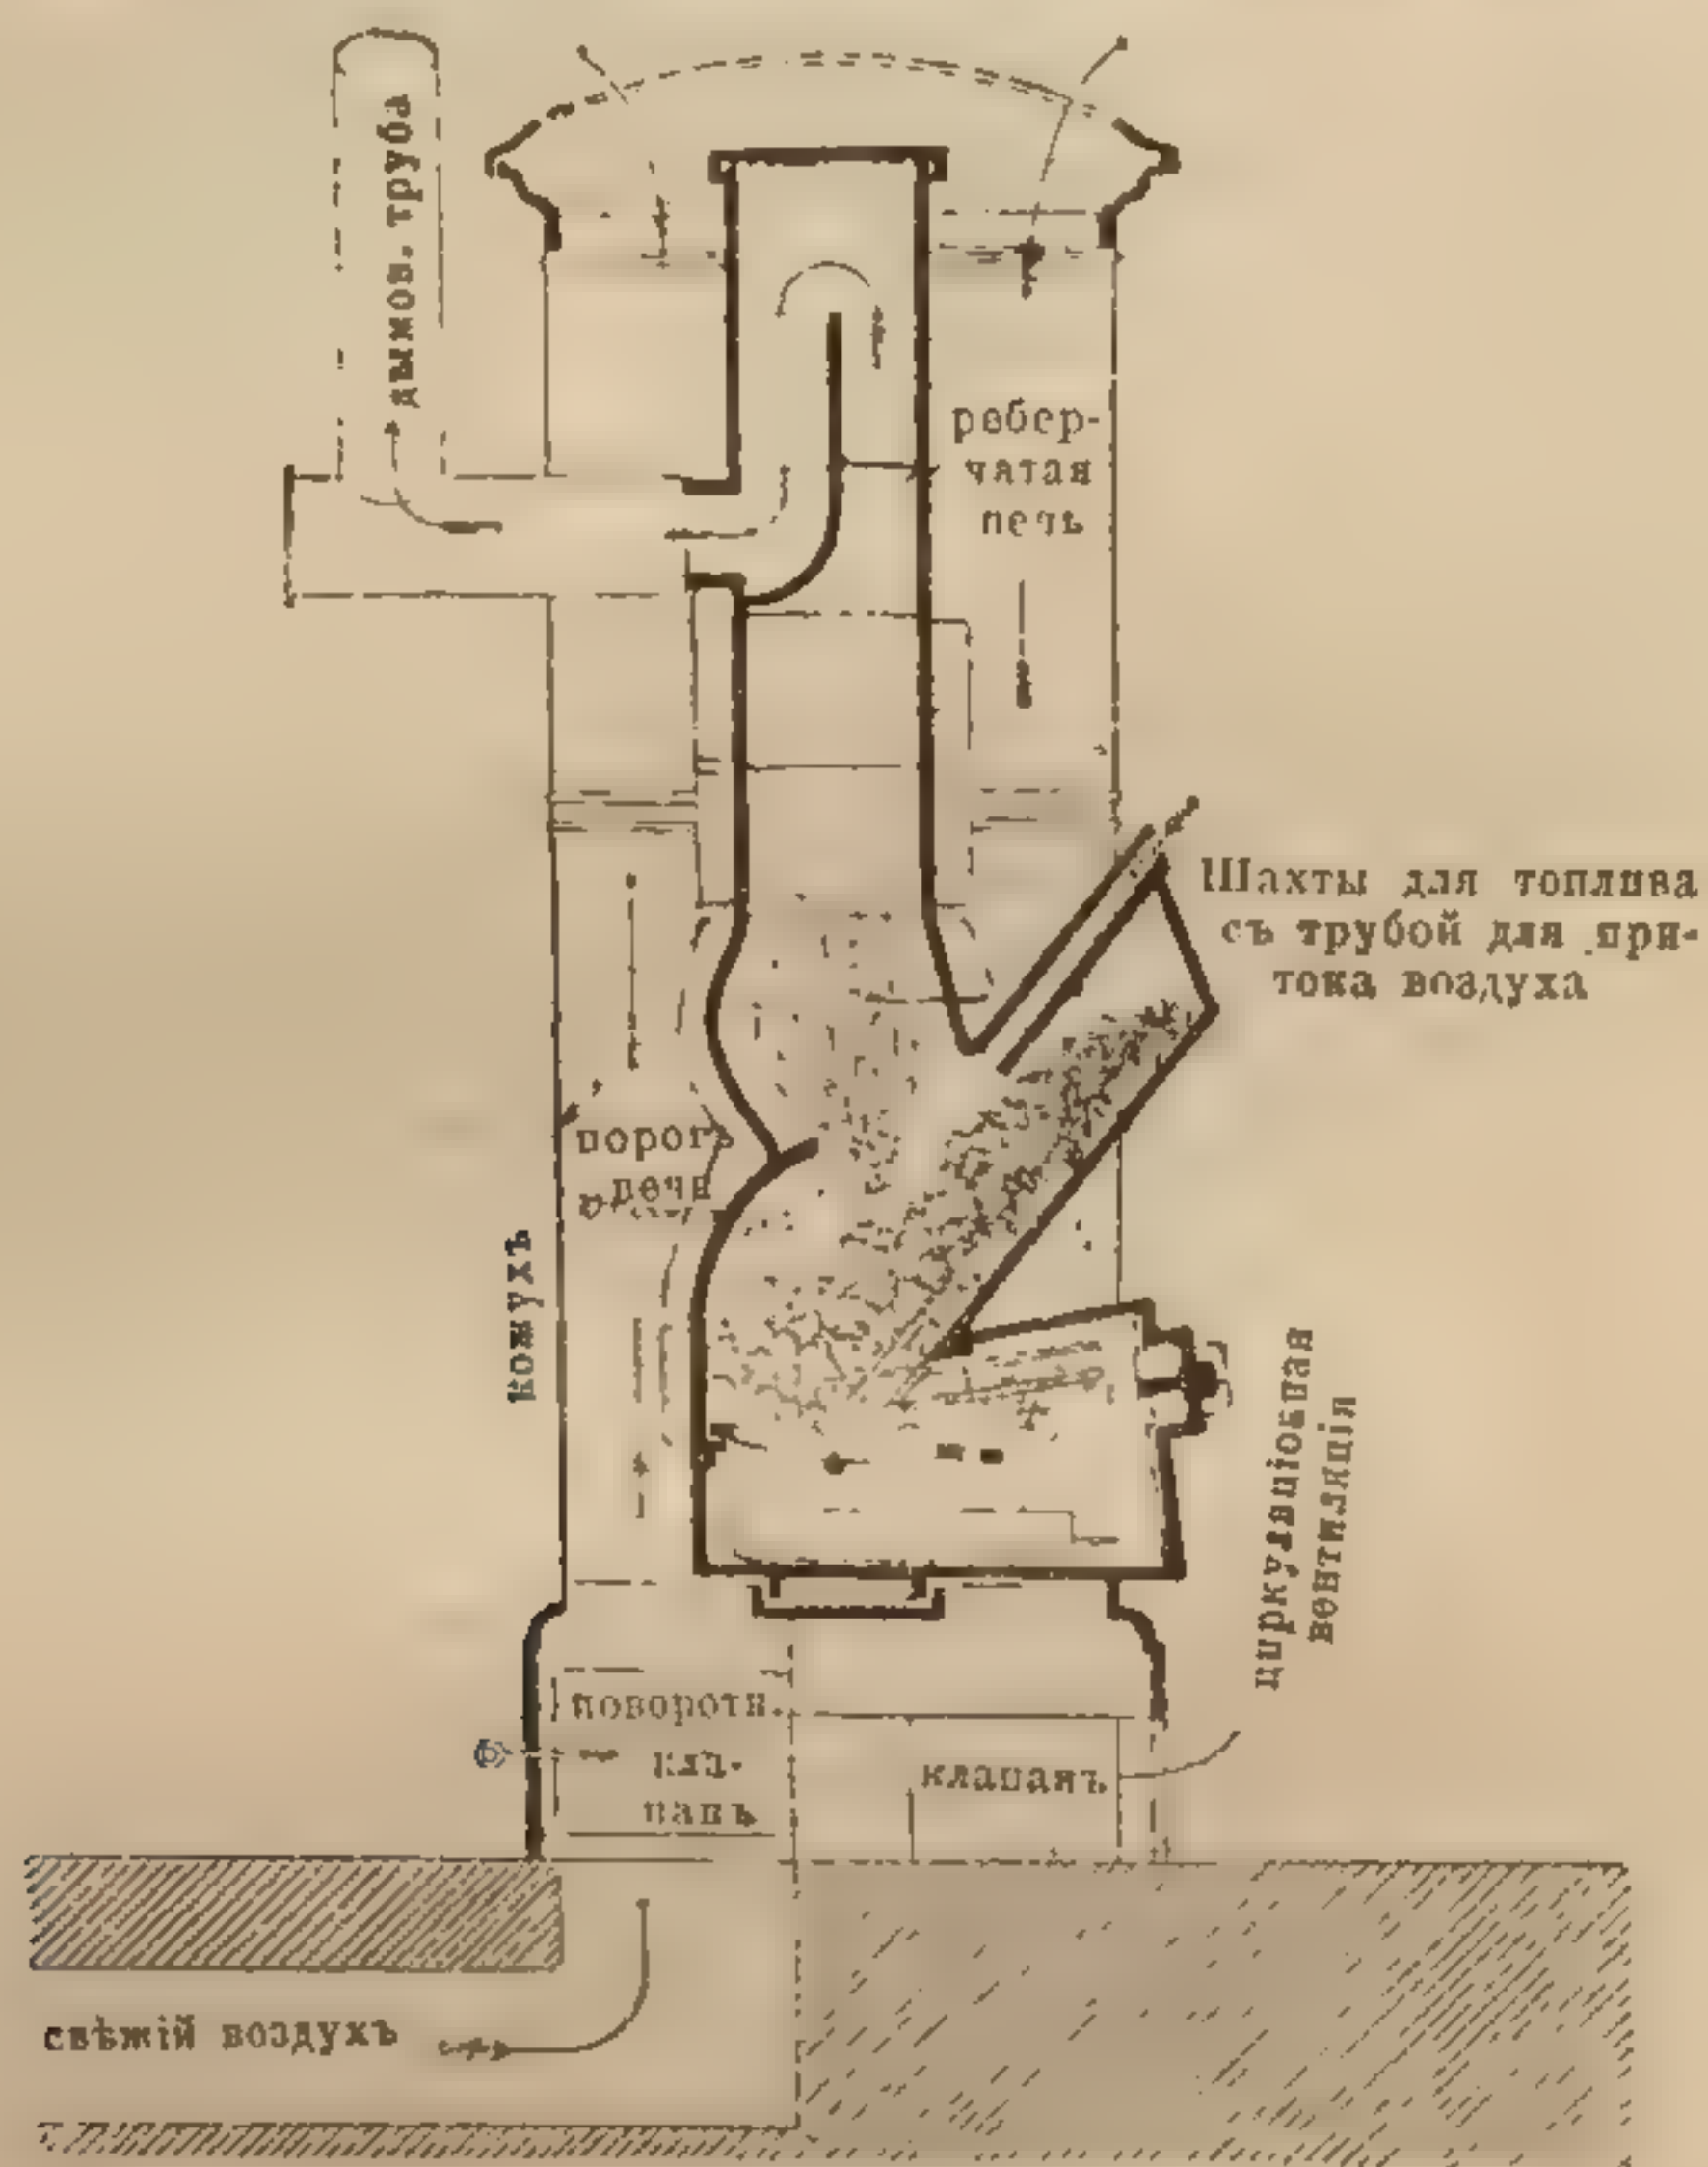 дымов. труба
ребер-
чатая
печь
Шахты для топлива
съ трубой для при-
тока воздуха
порогъ
печи
кожухъ
циркуляціонная
вентиляція
поворотн.
кла-
панъ
клапанъ
свѣжій воздухъ